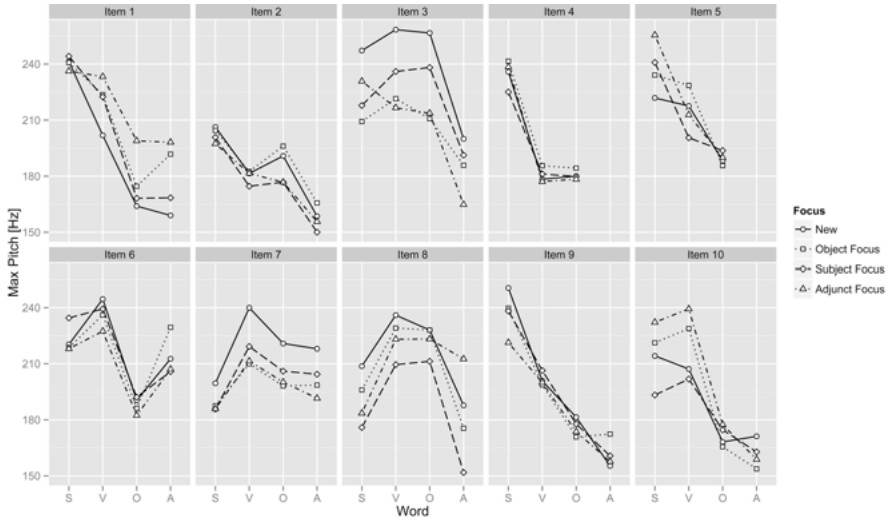 Item 1 Item 2 Item 3 Item 4 Item 5
240
210
180
150
Max Pitch [Hz]
Item 6 Item 7 Item 8 Item 9 Item 10
240
210
180
150
S V O A S V O A S V O A S V O A S V O A
Word
Focus
New
Object Focus
Subject Focus
Adjunct Focus